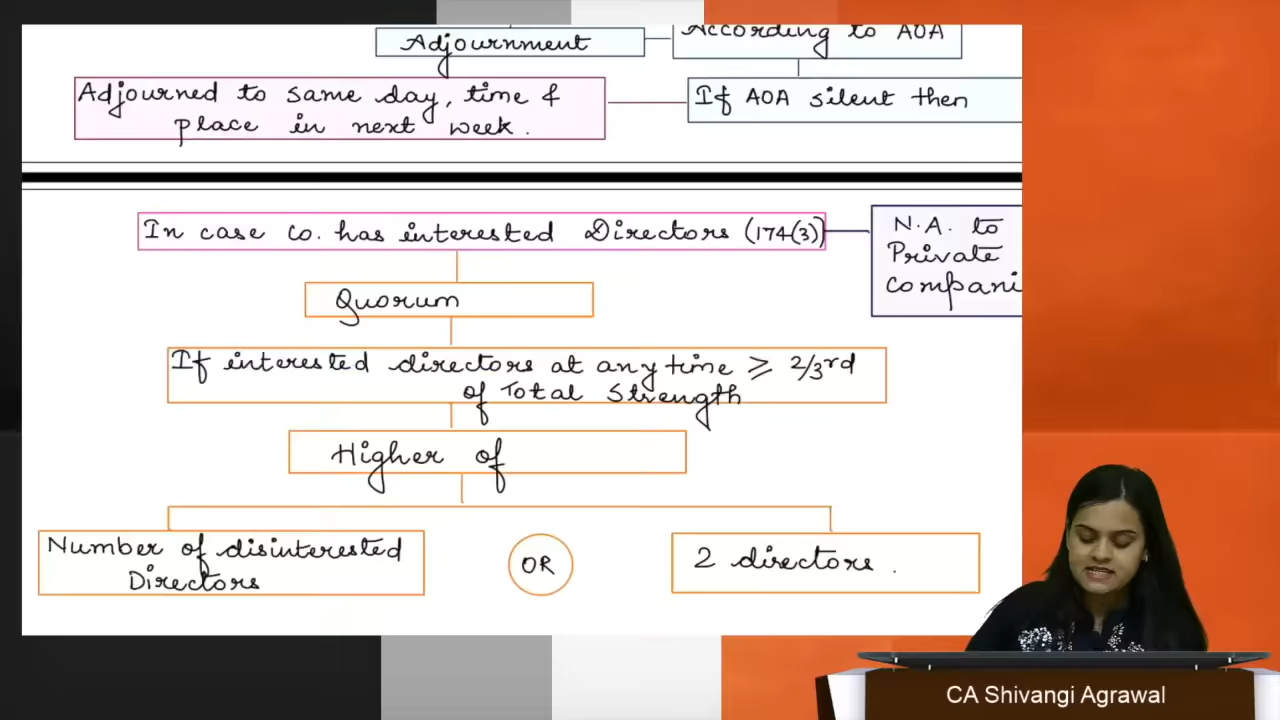 Adjournment
According to AOA
Adjourned to same day, time &
place in next week.
If AOA silent then
In case Co. has interested Directors (174(3))
N.A. to
Private
compani
Quorum
If interested directors at any time ≥ 2/3rd
of Total Strength
Higher of
Number of disinterested
Directors
OR
2 directors.
CA Shivangi Agrawal